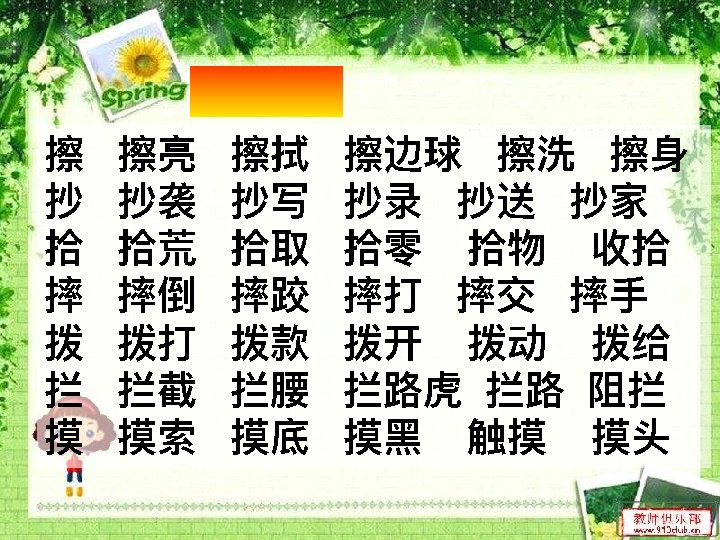 Spring
擦 擦亮 擦拭 擦边球 擦洗 擦身
抄 抄袭 抄写 抄录 抄送 抄家
拾 拾荒 拾取 拾零 拾物 收拾
摔 摔倒 摔跤 摔打 摔交 摔手
拨 拨打 拨款 拨开 拨动 拨给
拦 拦截 拦腰 拦路虎 拦路 阻拦
摸 摸索 摸底 摸黑 触摸 摸头
教师俱乐部
www.910club.cn